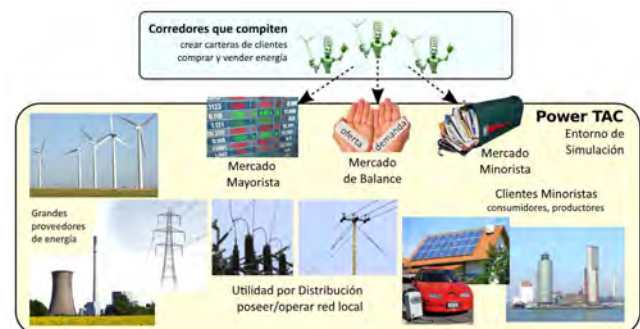 Corredores que compiten
crear carteras de clientes
comprar y vender energía
Power TAC
Entorno de
Simulación
oferta
demanda
Mercado
Mayorista
Mercado
de Balance
Mercado
Minorista
Clientes Minoristas
consumidores, productores
Grandes
proveedores
de energía
Utilidad por Distribución
poseer/operar red local